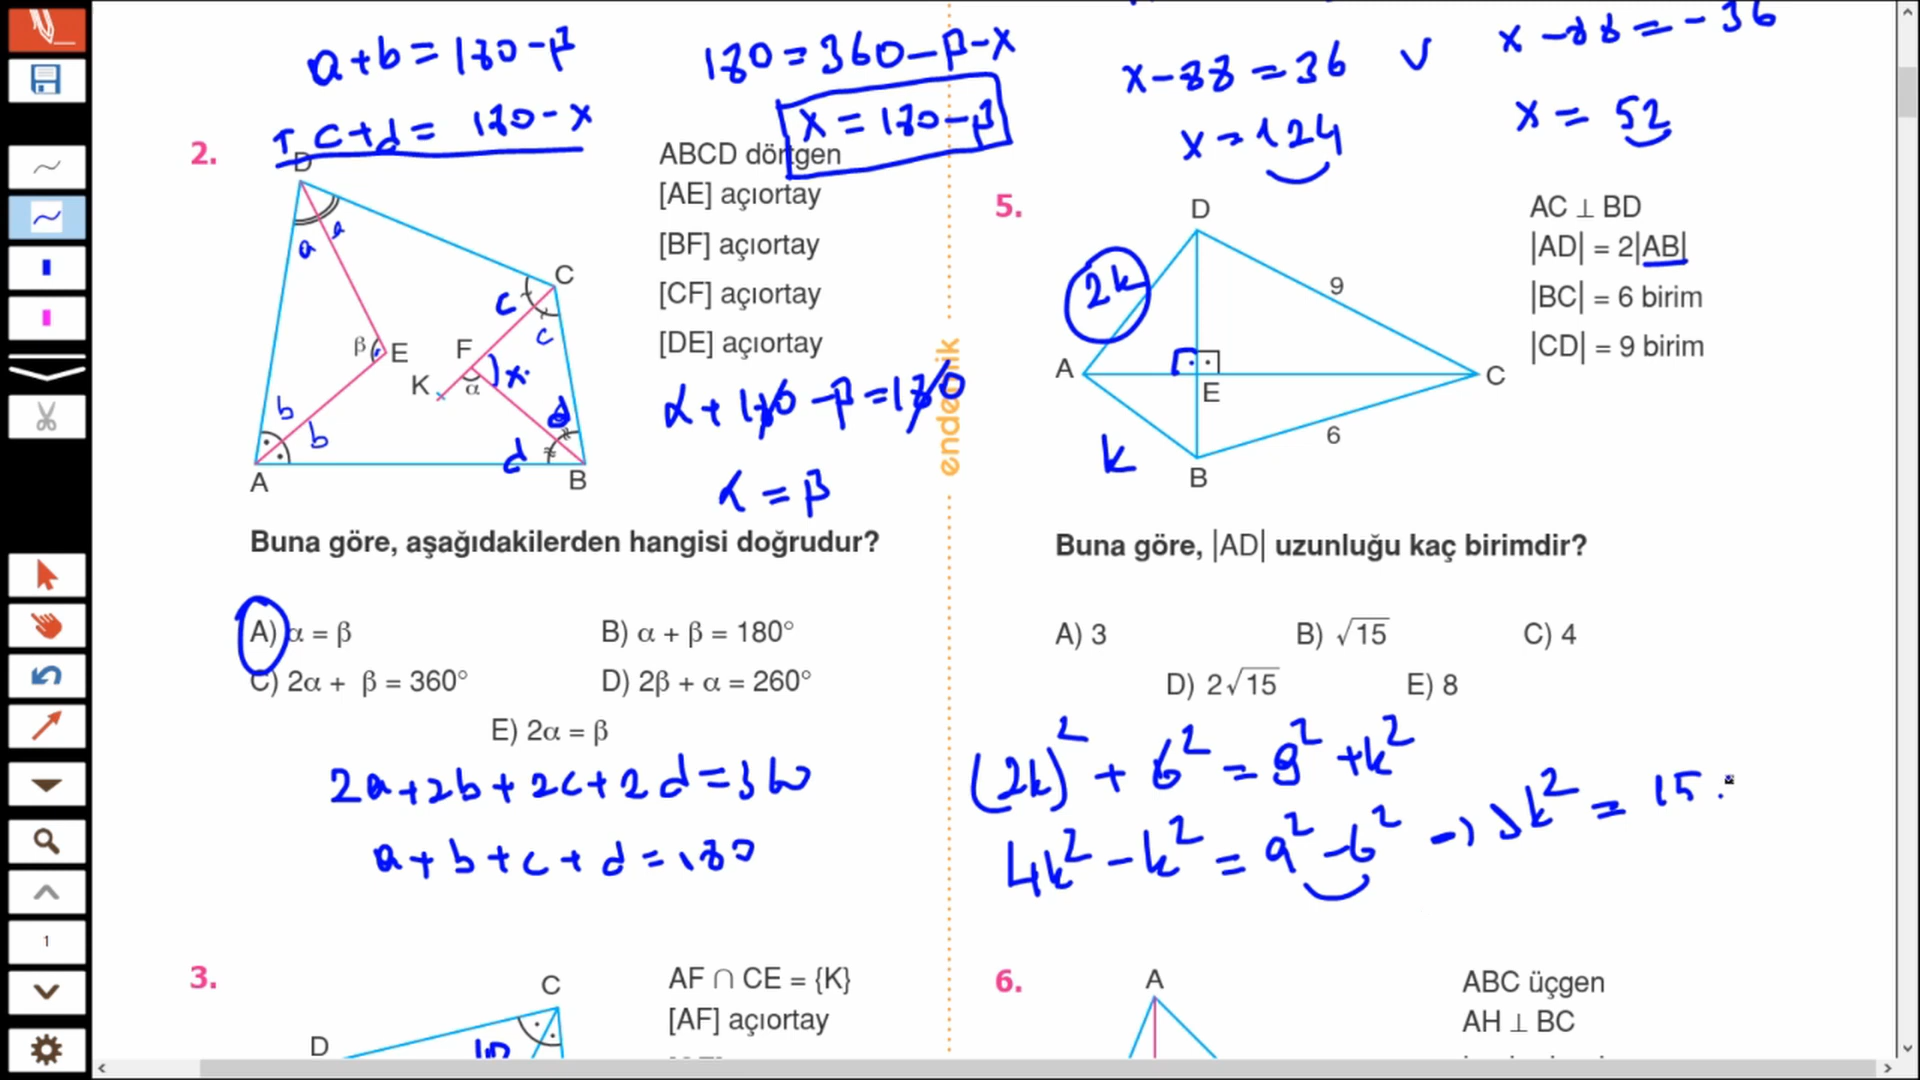 a+b=180-β
+ c+d= 180-x
180=360-β-x
x=180-β
x-88=36 ∨ x-88=-36
x=124
x=52
2.
D
C
E
F
K
A
B
β
α
a
a
b
b
c
c
d
d
x
ABCD dörtgen
[AE] açıortay
[BF] açıortay
[CF] açıortay
[DE] açıortay
α+180-β=180
α=β
Buna göre, aşağıdakilerden hangisi doğrudur?
A) α = β
B) α + β = 180°
C) 2α + β = 360°
D) 2β + α = 260°
E) 2α = β
2a+2b+2c+2d=360
a+b+c+d=180
3.
C
D
AF ∩ CE = {K}
[AF] açıortay
endemik
5.
D
A
E
C
B
9
6
2k
k
AC ⊥ BD
|AD| = 2|AB|
|BC| = 6 birim
|CD| = 9 birim
Buna göre, |AD| uzunluğu kaç birimdir?
A) 3
B) √15
C) 4
D) 2√15
E) 8
(2k)²+6²=9²+k²
4k²-k²=9²-6² → 3k²=15.
6.
A
ABC üçgen
AH ⊥ BC
1